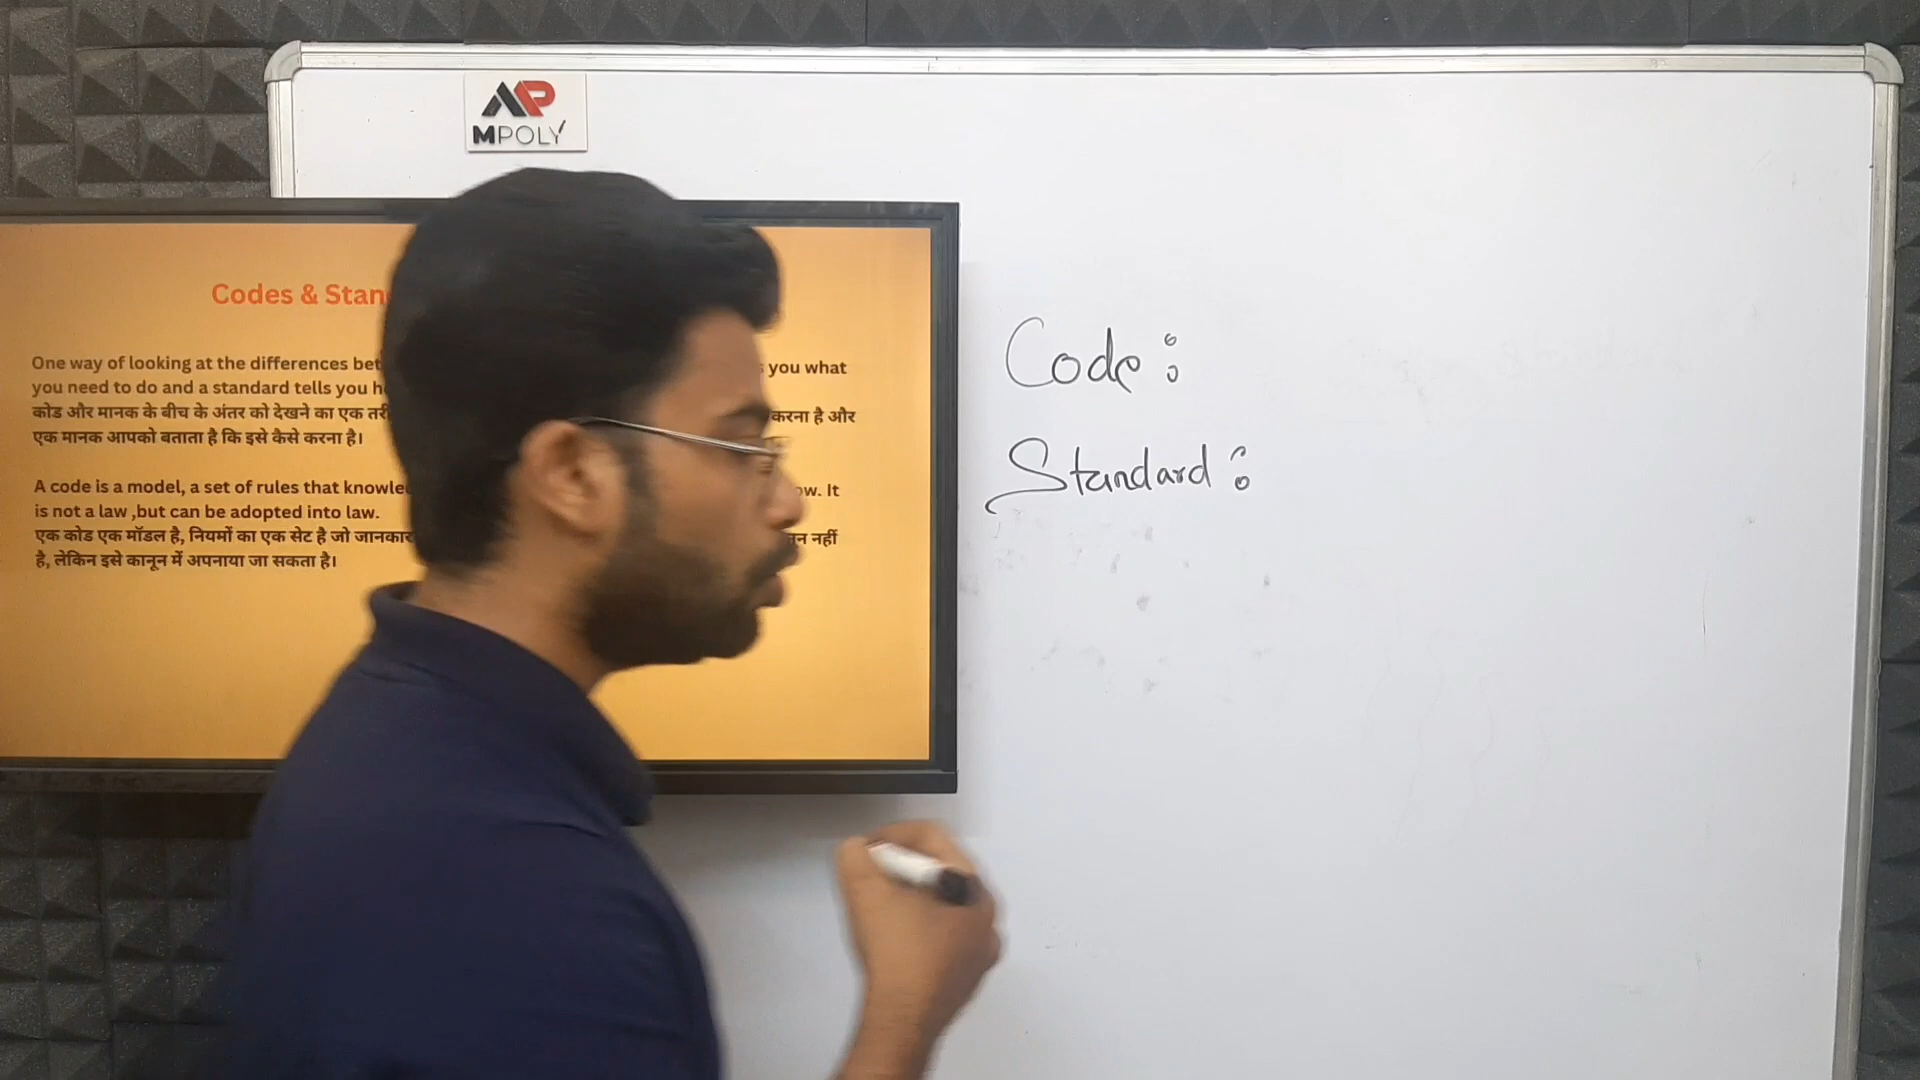 AP
MPOLY
Codes & Stan
One way of looking at the differences bet you what
you need to do and a standard tells you h
कोड और मानक के बीच के अंतर को देखने का एक करना है और
एक मानक आपको बताता है कि इसे कैसे करना है।
A code is a model, a set of rules that knowle ow. It
is not a law ,but can be adopted into law.
एक कोड एक मॉडल है, नियमों का एक सेट है जो जानकार नहीं
है, लेकिन इसे कानून में अपनाया जा सकता है।
Code :
Standard :